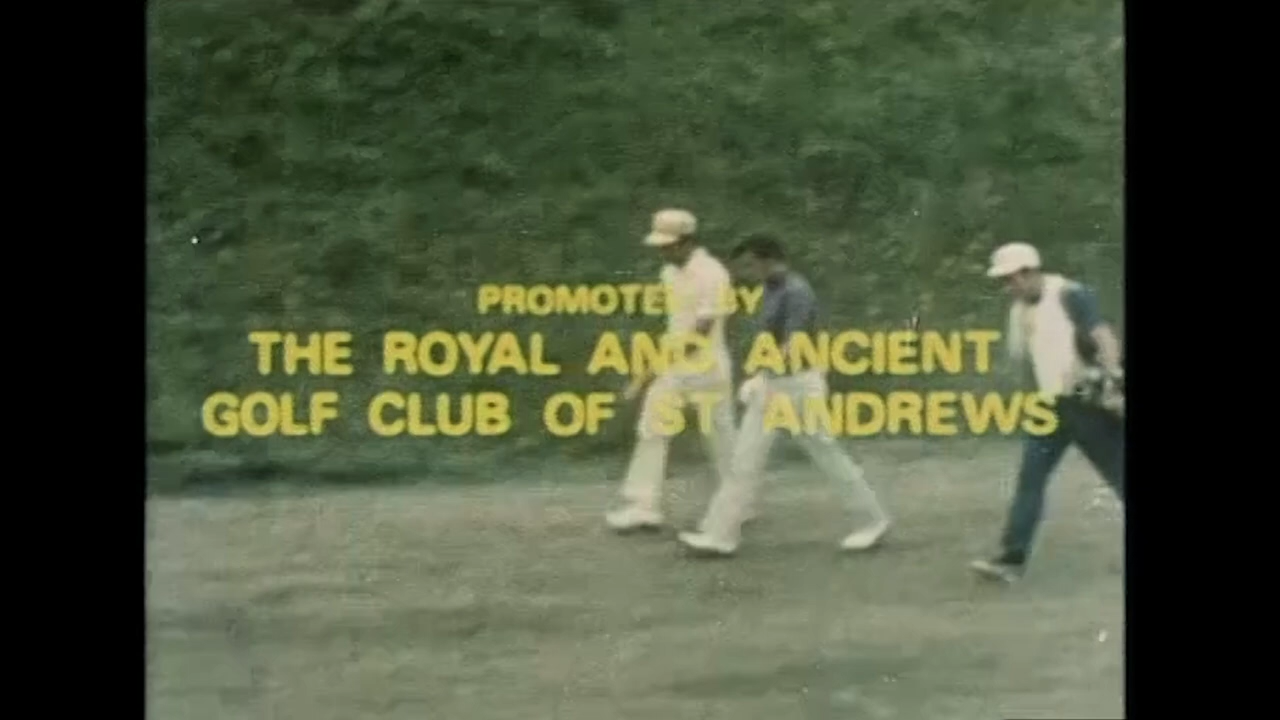 PROMOTED BY
THE ROYAL AND ANCIENT
GOLF CLUB OF ST ANDREWS